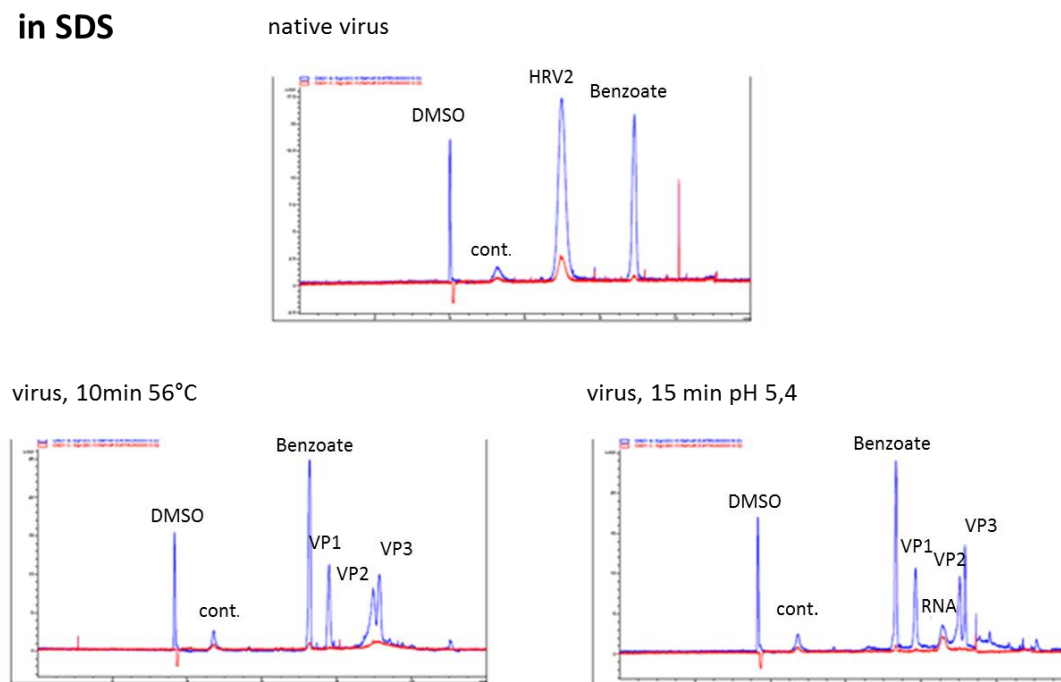 in SDS
native virus
HRV2
Benzoate
DMSO
cont.
virus, 10min 56°C
virus, 15 min pH 5,4
Benzoate
DMSO
VP1
VP3
VP2
cont.
Benzoate
DMSO
VP3
VP1
VP2
RNA
cont.